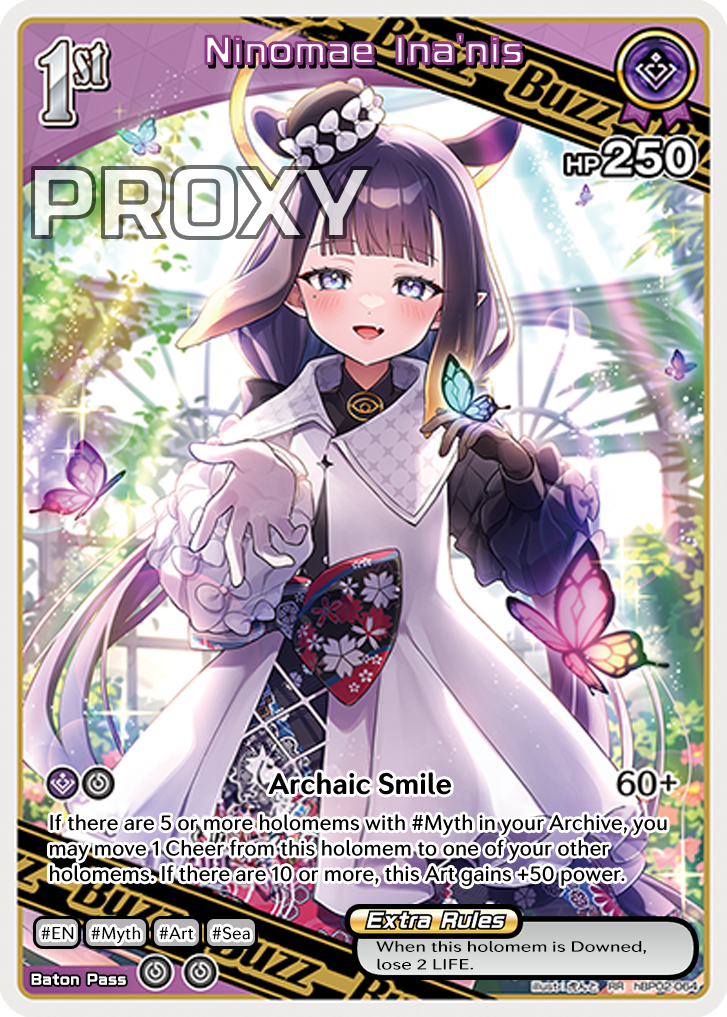 1st
Ninomae Ina'nis
Buzz Buzz Bu
HP250
PROXY
Archaic Smile 60+
If there are 5 or more holomems with #Myth in your Archive, you
may move 1 Cheer from this holomem to one of your other
holomems. If there are 10 or more, this Art gains +50 power.
#EN #Myth #Art #Sea
Extra Rules
When this holomem is Downed,
lose 2 LIFE.
Baton Pass
RR hBP02-064